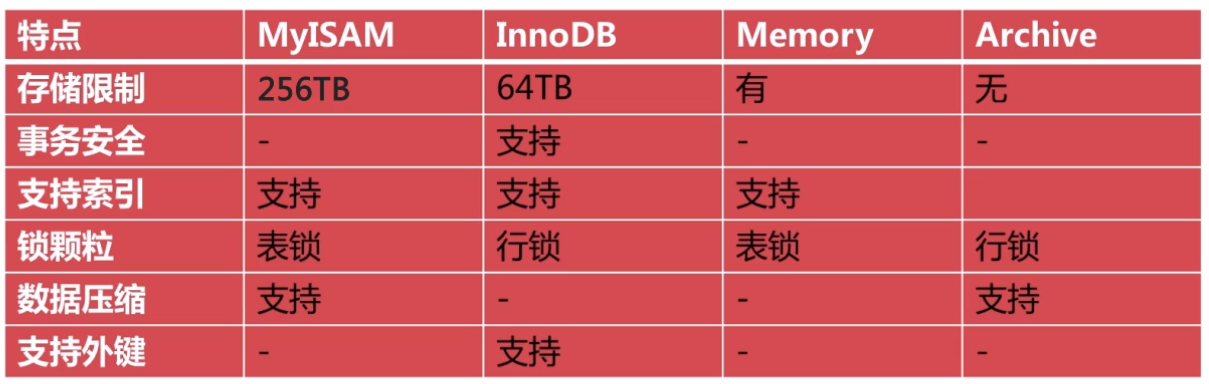 特点 MyISAM InnoDB Memory Archive
存储限制 256TB 64TB 有 无
事务安全 - 支持 - -
支持索引 支持 支持 支持
锁颗粒 表锁 行锁 表锁 行锁
数据压缩 支持 - - 支持
支持外键 - 支持 - -